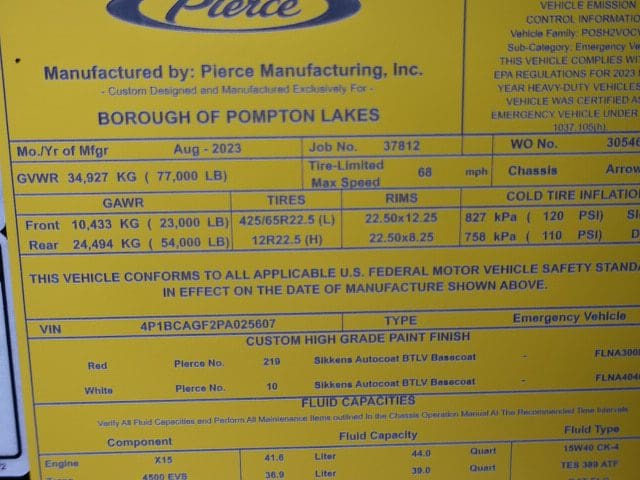 Pierce
Manufactured by: Pierce Manufacturing, Inc.
- Custom Designed and Manufactured Exclusively For -
BOROUGH OF POMPTON LAKES
VEHICLE EMISSION
CONTROL INFORMATIO
Vehicle Family: POSH2VOCV
Sub-Category: Emergency Ve
THIS VEHICLE COMPLIES WI
EPA REGULATIONS FOR 2023
YEAR HEAVY-DUTY VEHICLES
VEHICLE WAS CERTIFIED AS
EMERGENCY VEHICLE UNDER
1037.105(h).
Mo./Yr of Mfgr Aug - 2023 Job No. 37812 WO No. 30546
GVWR 34,927 KG ( 77,000 LB) Tire-Limited Max Speed 68 mph Chassis Arrow
GAWR TIRES RIMS COLD TIRE INFLATIO
Front 10,433 KG ( 23,000 LB) 425/65R22.5 (L) 22.50x12.25 827 kPa ( 120 PSI) Si
Rear 24,494 KG ( 54,000 LB) 12R22.5 (H) 22.50x8.25 758 kPa ( 110 PSI) D
THIS VEHICLE CONFORMS TO ALL APPLICABLE U.S. FEDERAL MOTOR VEHICLE SAFETY STANDA
IN EFFECT ON THE DATE OF MANUFACTURE SHOWN ABOVE.
VIN 4P1BCAGF2PA025607 TYPE Emergency Vehicle
CUSTOM HIGH GRADE PAINT FINISH
Red Pierce No. 219 Sikkens Autocoat BTLV Basecoat - FLNA300
White Pierce No. 10 Sikkens Autocoat BTLV Basecoat - FLNA404
FLUID CAPACITIES
Verify All Fluid Capacities and Perform All Maintenance Items outlined in the Chassis Operation Manual At The Recommended Time Intervals
Component Fluid Capacity Fluid Type
Engine X15 41.6 Liter 44.0 Quart 15W40 CK-4
4500 EVS 36.9 Liter 39.0 Quart TES 389 ATF